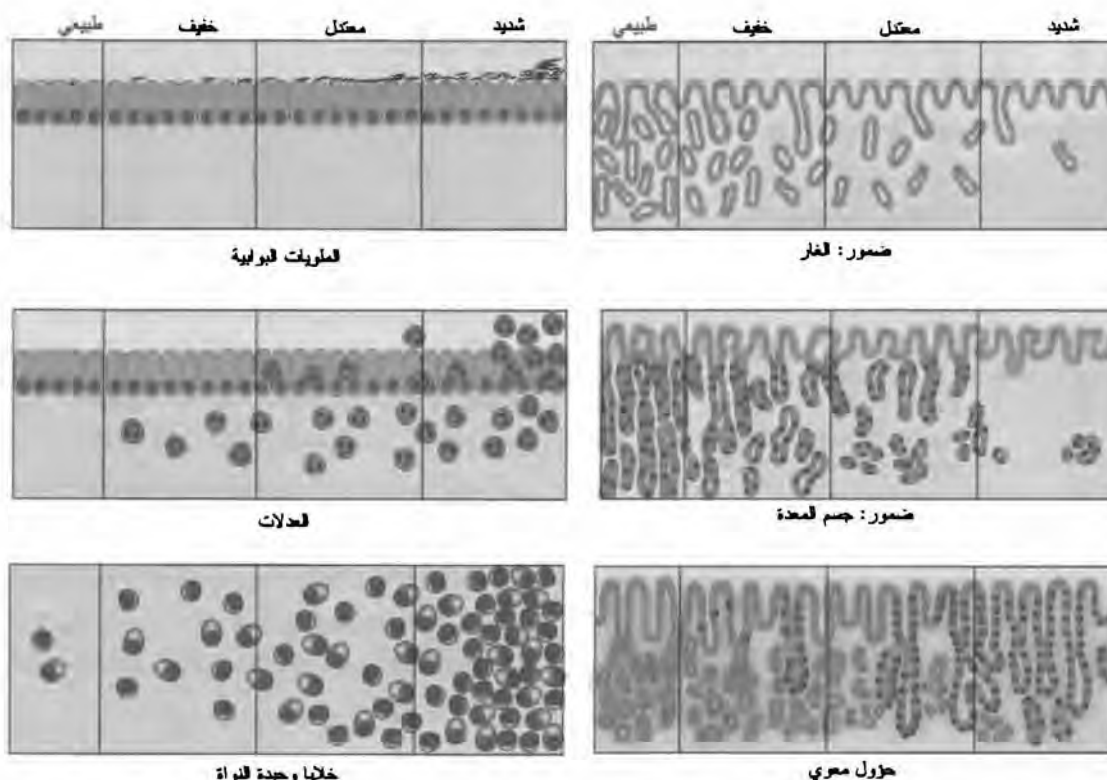 شديد معتدل خفيف طبيعي
شديد معتدل خفيف طبيعي
ضمور: الغار
الملويات البوابية
ضمور: جسم المعدة
العدلات
حؤول معوي
خلايا وحيدة النواة